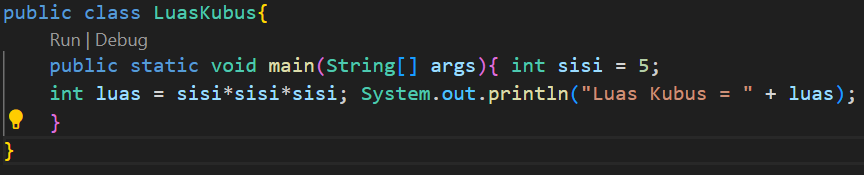 public class LuasKubus{
Run | Debug
public static void main(String[] args){ int sisi = 5;
int luas = sisi*sisi*sisi; System.out.println("Luas Kubus = " + luas);
}
}